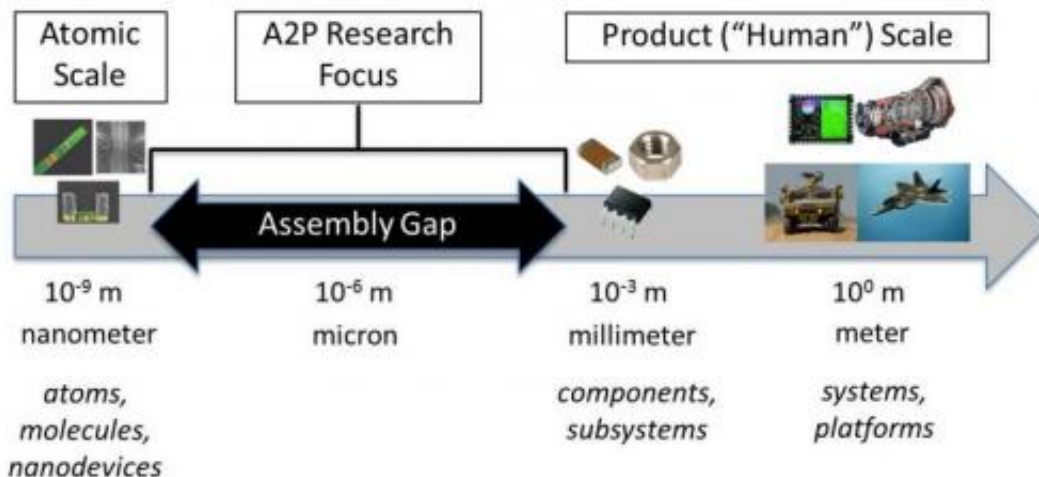 Atomic
Scale
A2P Research
Focus
Product (“Human”) Scale
Assembly Gap
10⁻⁹ m
10⁻⁶ m
10⁻³ m
10⁰ m
nanometer
micron
millimeter
meter
atoms,
molecules,
nanodevices
components,
subsystems
systems,
platforms